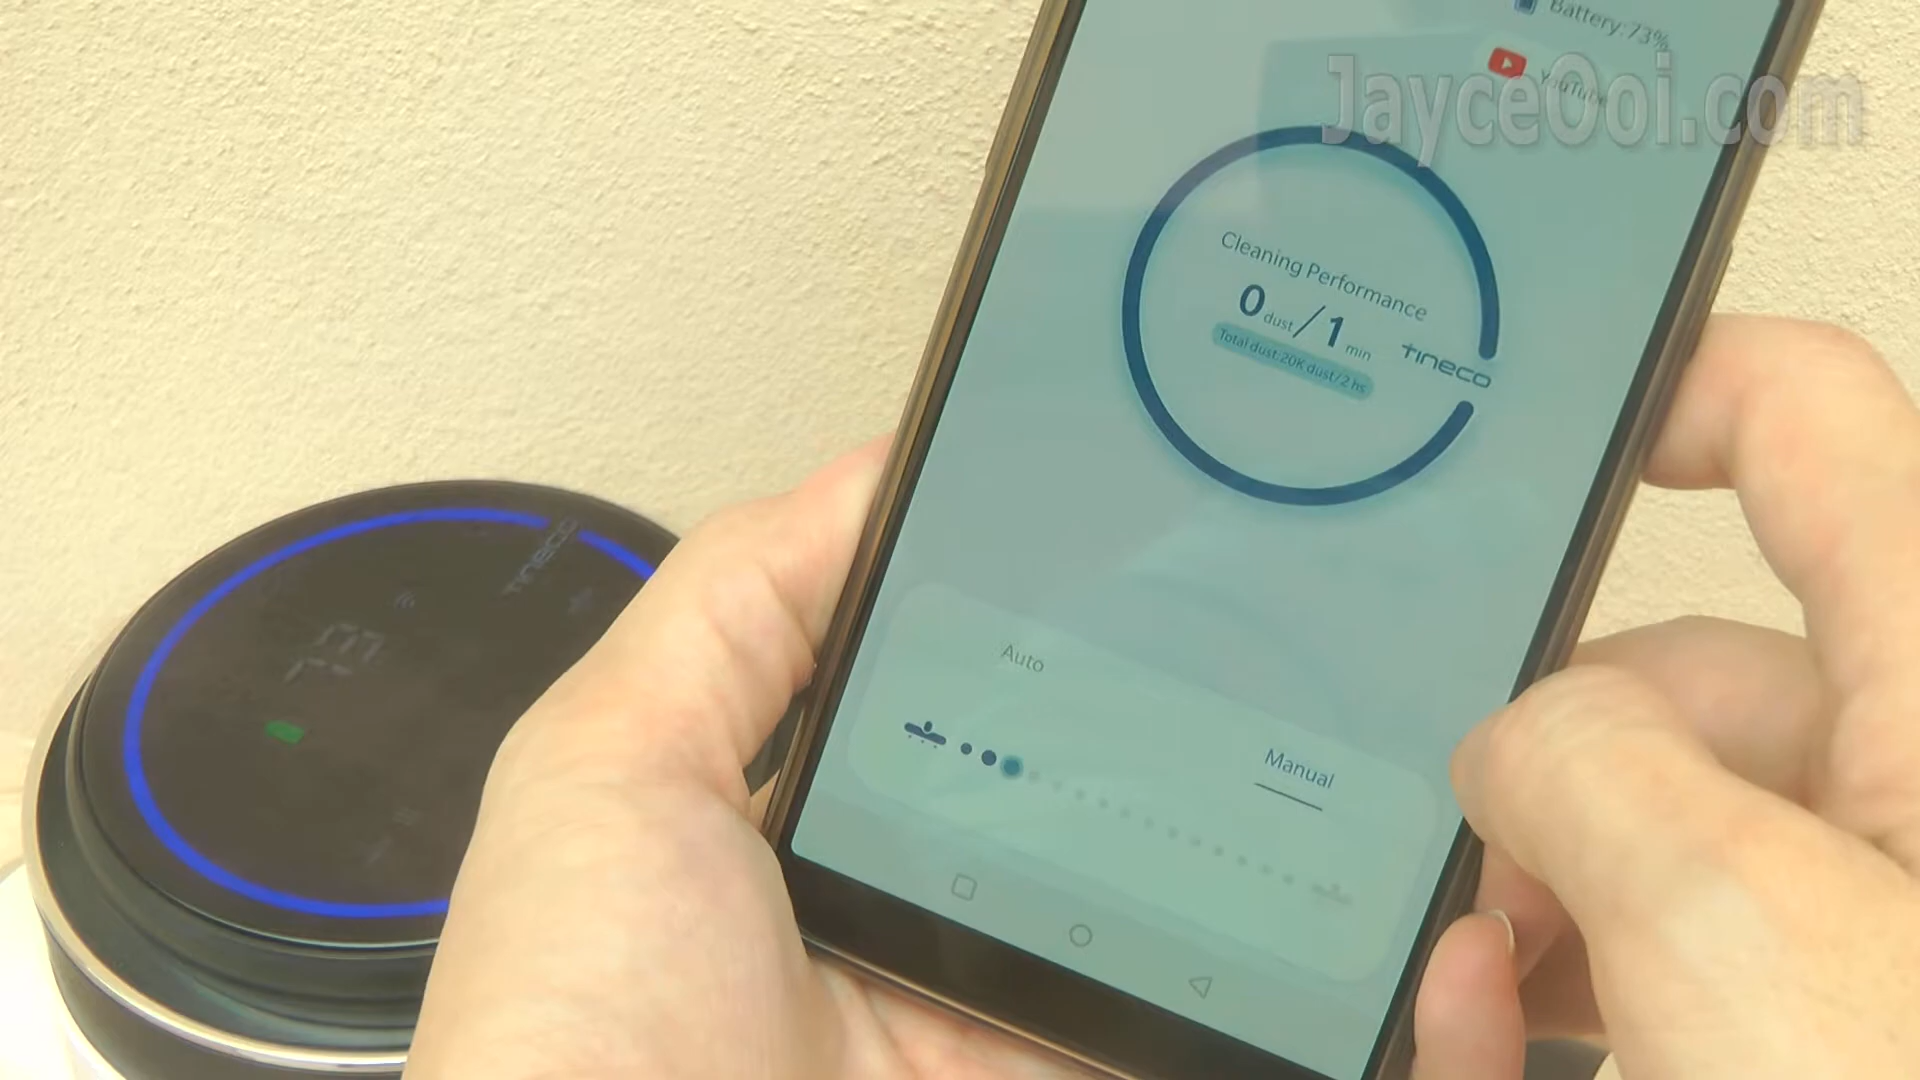 Battery:73%
YouTube
JayceOoi.com
Cleaning Performance
0 dust/1 min
Total dust:20K dust/2 hs
TINECO
Auto
Manual
TINECO